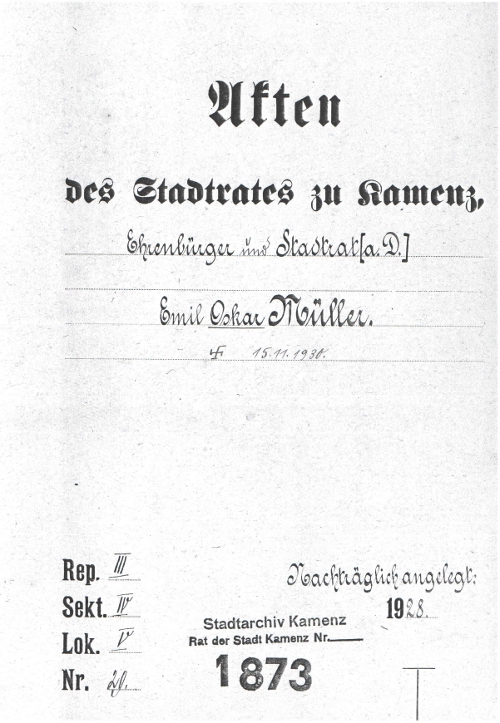 Akten
des Stadtrates zu Kamenz,
Ehrenbürger und Stadtrat [a. D.]
Emil Oskar Müller.
15.11.1930.
Rep. III
Sekt. IV
Lok. V
Nr. 20.
Nachträglich angelegt:
1928.
Stadtarchiv Kamenz
Rat der Stadt Kamenz Nr.
1873